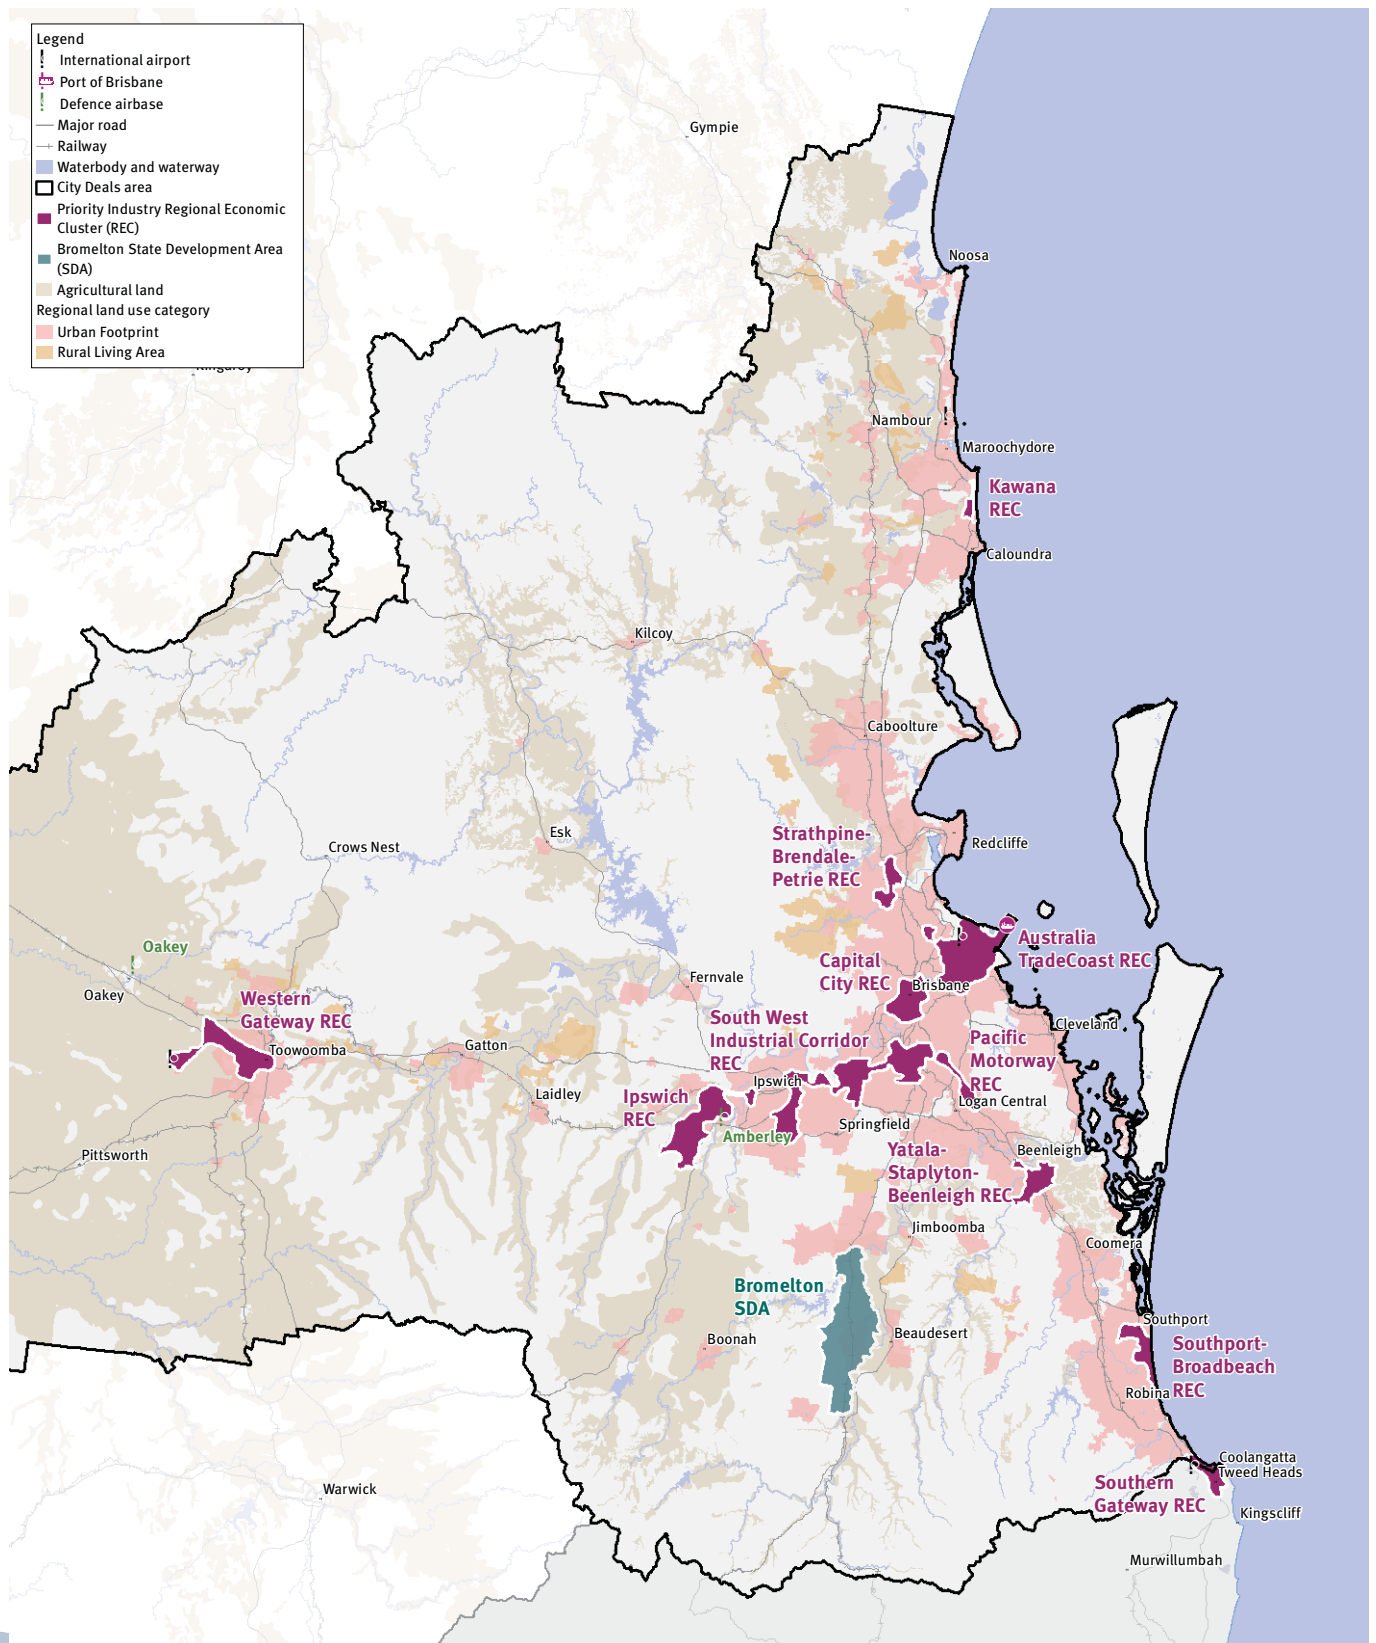 Legend
International airport
Port of Brisbane
Defence airbase
Major road
Railway
Waterbody and waterway
City Deals area
Priority Industry Regional Economic
Cluster (REC)
Bromelton State Development Area
(SDA)
Agricultural land
Regional land use category
Urban Footprint
Rural Living Area
Gympie
Noosa
Nambour
Maroochydore
Kawana
REC
Caloundra
Kilcoy
Caboolture
Esk
Crows Nest
Strathpine-
Brendale-
Petrie REC
Redcliffe
Oakey
Oakey
Australia
TradeCoast REC
Capital
City REC
Brisbane
Fernvale
Western
Gateway REC
Toowoomba
Gatton
Laidley
South West
Industrial Corridor
REC
Cleveland
Pacific
Motorway
REC
Ipswich
Ipswich
REC
Logan Central
Amberley
Springfield
Pittsworth
Yatala-
Staplyton-
Beenleigh REC
Beenleigh
Jimboomba
Coomera
Bromelton
SDA
Boonah
Beaudesert
Southport
Southport-
Broadbeach
REC
Robina
Coolangatta
Tweed Heads
Southern
Gateway REC
Kingscliff
Warwick
Murwillumbah